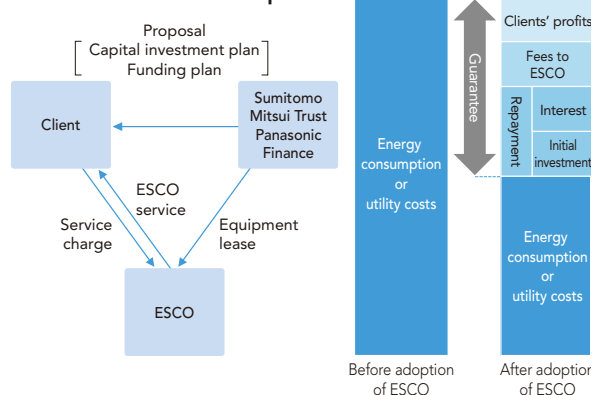 Proposal
Capital investment plan
Funding plan
Client
Sumitomo
Mitsui Trust
Panasonic
Finance
ESCO
service
Service
charge
Equipment
lease
ESCO
Energy
consumption
or
utility costs
Before adoption
of ESCO
Guarantee
Clients’ profits
Fees to
ESCO
Repayment
Interest
Initial
investment
Energy
consumption
or
utility costs
After adoption
of ESCO